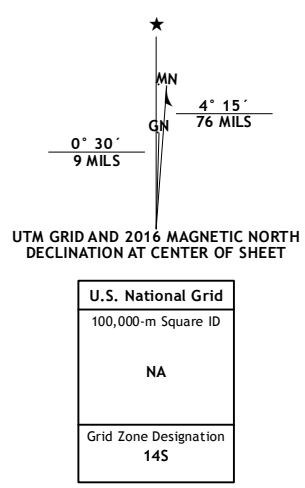 MN
4° 15´
76 MILS
GN
0° 30´
9 MILS
UTM GRID AND 2016 MAGNETIC NORTH
DECLINATION AT CENTER OF SHEET
U.S. National Grid
100,000-m Square ID
NA
Grid Zone Designation
14S